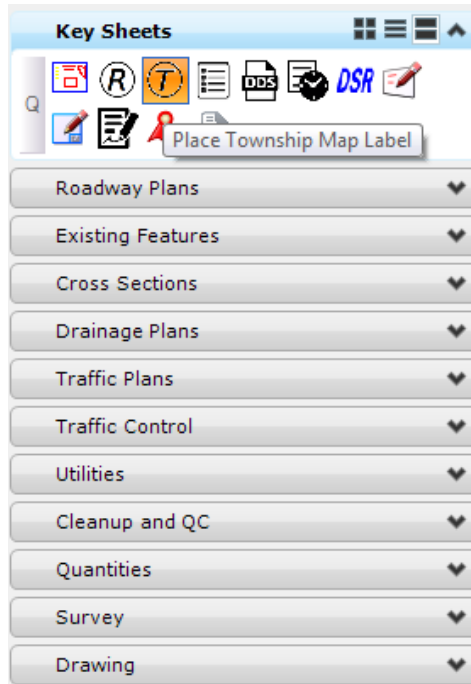 Key Sheets
Q
R T DDS DSR
Place Township Map Label
Roadway Plans
Existing Features
Cross Sections
Drainage Plans
Traffic Plans
Traffic Control
Utilities
Cleanup and QC
Quantities
Survey
Drawing